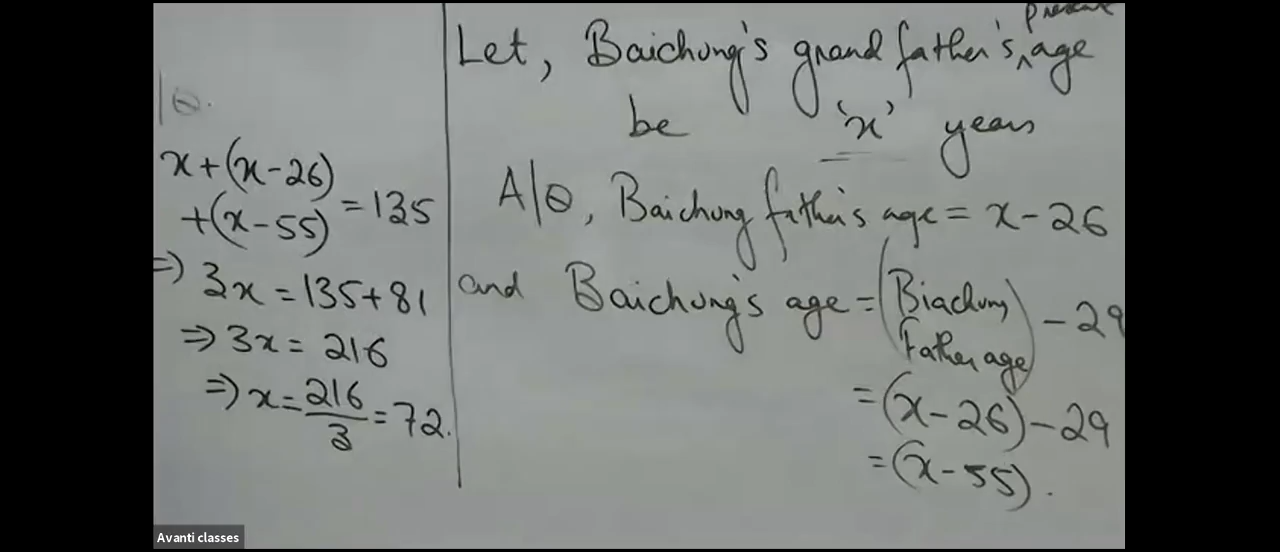 Let, Baichung's grand father's present age
be 'x' years
A/Q, Baichung father's age = x - 26
and Baichung's age = (Biachung Father age) - 29
= (x - 26) - 29
= (x - 55).
x + (x - 26)
+ (x - 55) = 135
=> 3x = 135 + 81
=> 3x = 216
=> x = 216/3 = 72.
Avanti classes